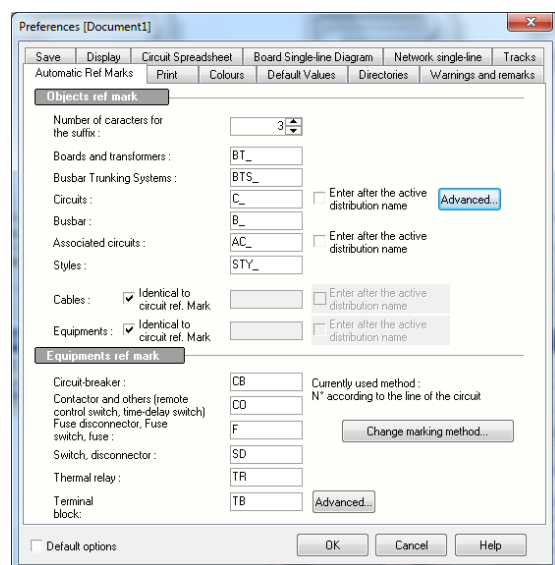 Preferences [Document1]
Save Display Circuit Spreadsheet Board Single-line Diagram Network single-line Tracks
Automatic Ref Marks Print Colours Default Values Directories Warnings and remarks
Objects ref mark
Number of caracters for
the suffix : 3
Boards and transformers : BT_
Busbar Trunking Systems : BTS_
Circuits : C_ Enter after the active
distribution name Advanced...
Busbar : B_
Associated circuits : AC_ Enter after the active
distribution name
Styles : STY_
Cables : Identical to
circuit ref. Mark Enter after the active
distribution name
Equipments : Identical to
circuit ref. Mark Enter after the active
distribution name
Equipments ref mark
Circuit-breaker : CB Currently used method :
N° according to the line of the circuit
Contactor and others (remote
control switch, time-delay switch) CO
Fuse disconnector, Fuse
switch, fuse : F Change marking method...
Switch, disconnector : SD
Thermal relay : TR
Terminal
block: TB Advanced...
Default options OK Cancel Help